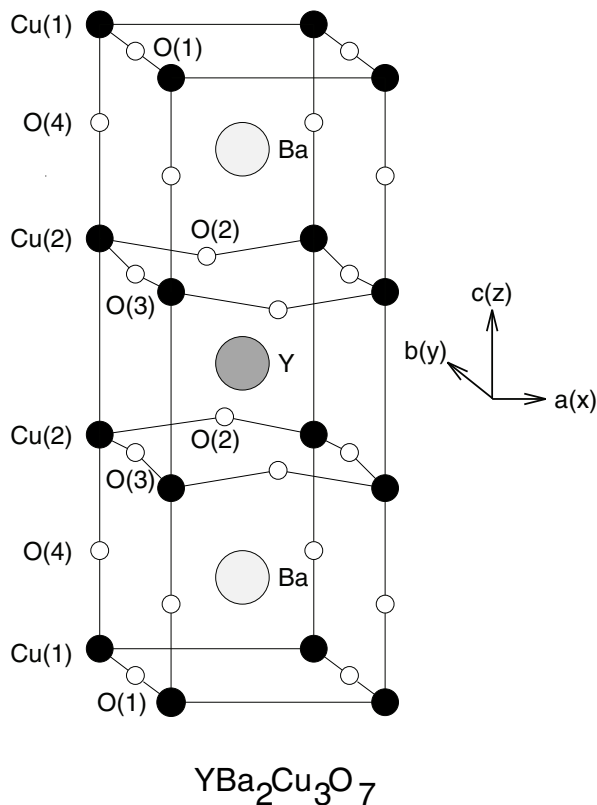 Cu(1)
O(1)
O(4)
Ba
Cu(2)
O(2)
O(3)
c(z)
b(y)
a(x)
Y
Cu(2)
O(2)
O(3)
O(4)
Ba
Cu(1)
O(1)
YBa2Cu3O7